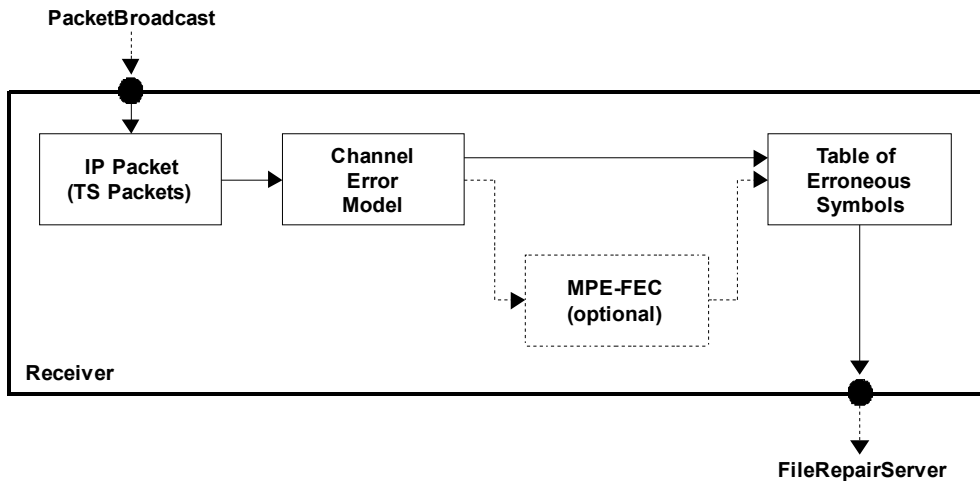 PacketBroadcast
IP Packet
(TS Packets)
Channel
Error
Model
Table of
Erroneous
Symbols
MPE-FEC
(optional)
Receiver
FileRepairServer